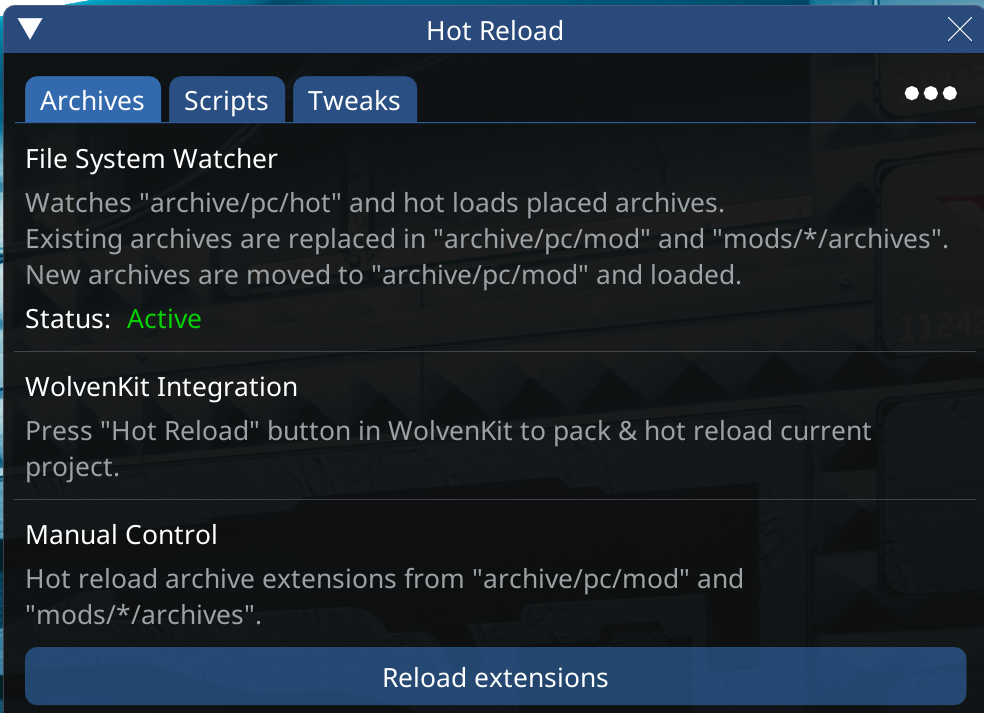 Hot Reload
Archives Scripts Tweaks
File System Watcher
Watches "archive/pc/hot" and hot loads placed archives.
Existing archives are replaced in "archive/pc/mod" and "mods/*/archives".
New archives are moved to "archive/pc/mod" and loaded.
Status: Active
WolvenKit Integration
Press "Hot Reload" button in WolvenKit to pack & hot reload current
project.
Manual Control
Hot reload archive extensions from "archive/pc/mod" and
"mods/*/archives".
Reload extensions